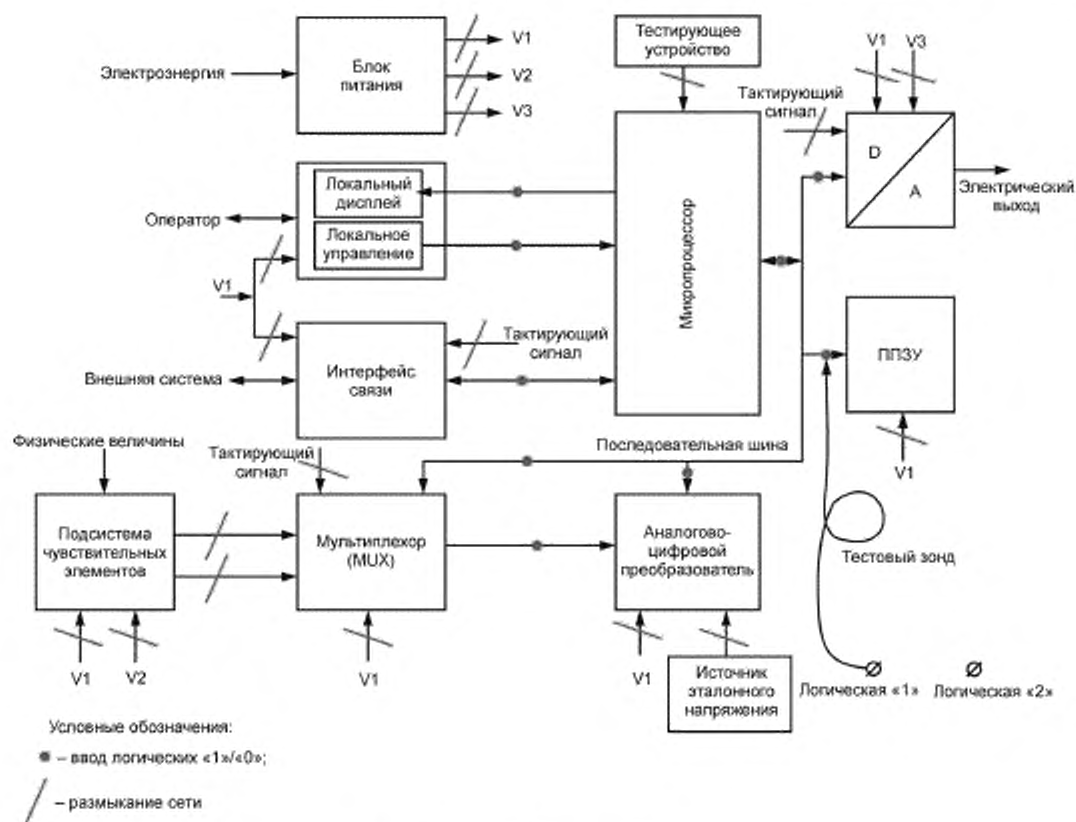 Электроэнергия
Блок
питания
V1
V2
V3
Тестирующее
устройство
V1
V3
Тактирующий
сигнал
D
A
Электрический
выход
Оператор
Локальный
дисплей
Локальное
управление
V1
Микропроцессор
Внешняя система
Интерфейс
связи
Тактирующий
сигнал
ППЗУ
V1
Физические величины
Тактирующий
сигнал
Последовательная шина
Подсистема
чувствительных
элементов
V1
V2
Мультиплехор
(MUX)
V1
Аналогово-
цифровой
преобразователь
V1
Источник
эталонного
напряжения
Тестовый зонд
Логическая «1»
Логическая «2»
Условные обозначения:
– ввод логических «1»/«0»;
– размыкание сети